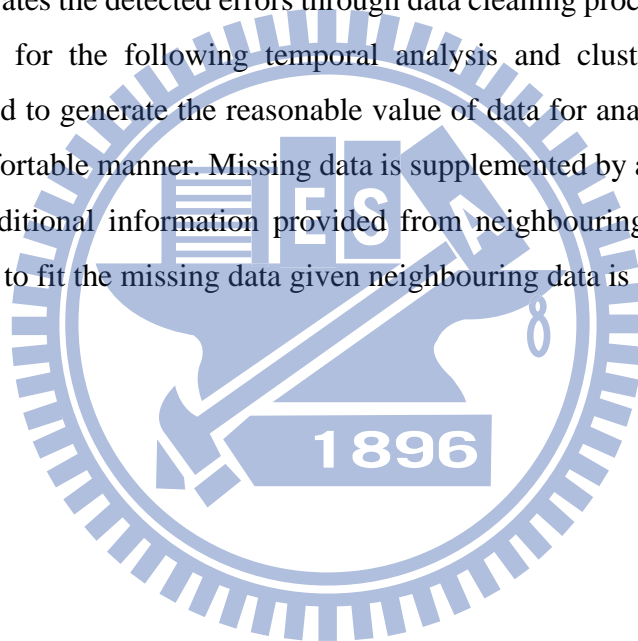 ates the detected errors through data cleaning proc
for the following temporal analysis and clust
d to generate the reasonable value of data for ana
fortable manner. Missing data is supplemented by a
ditional information provided from neighbouring
to fit the missing data given neighbouring data is
E S A
1896